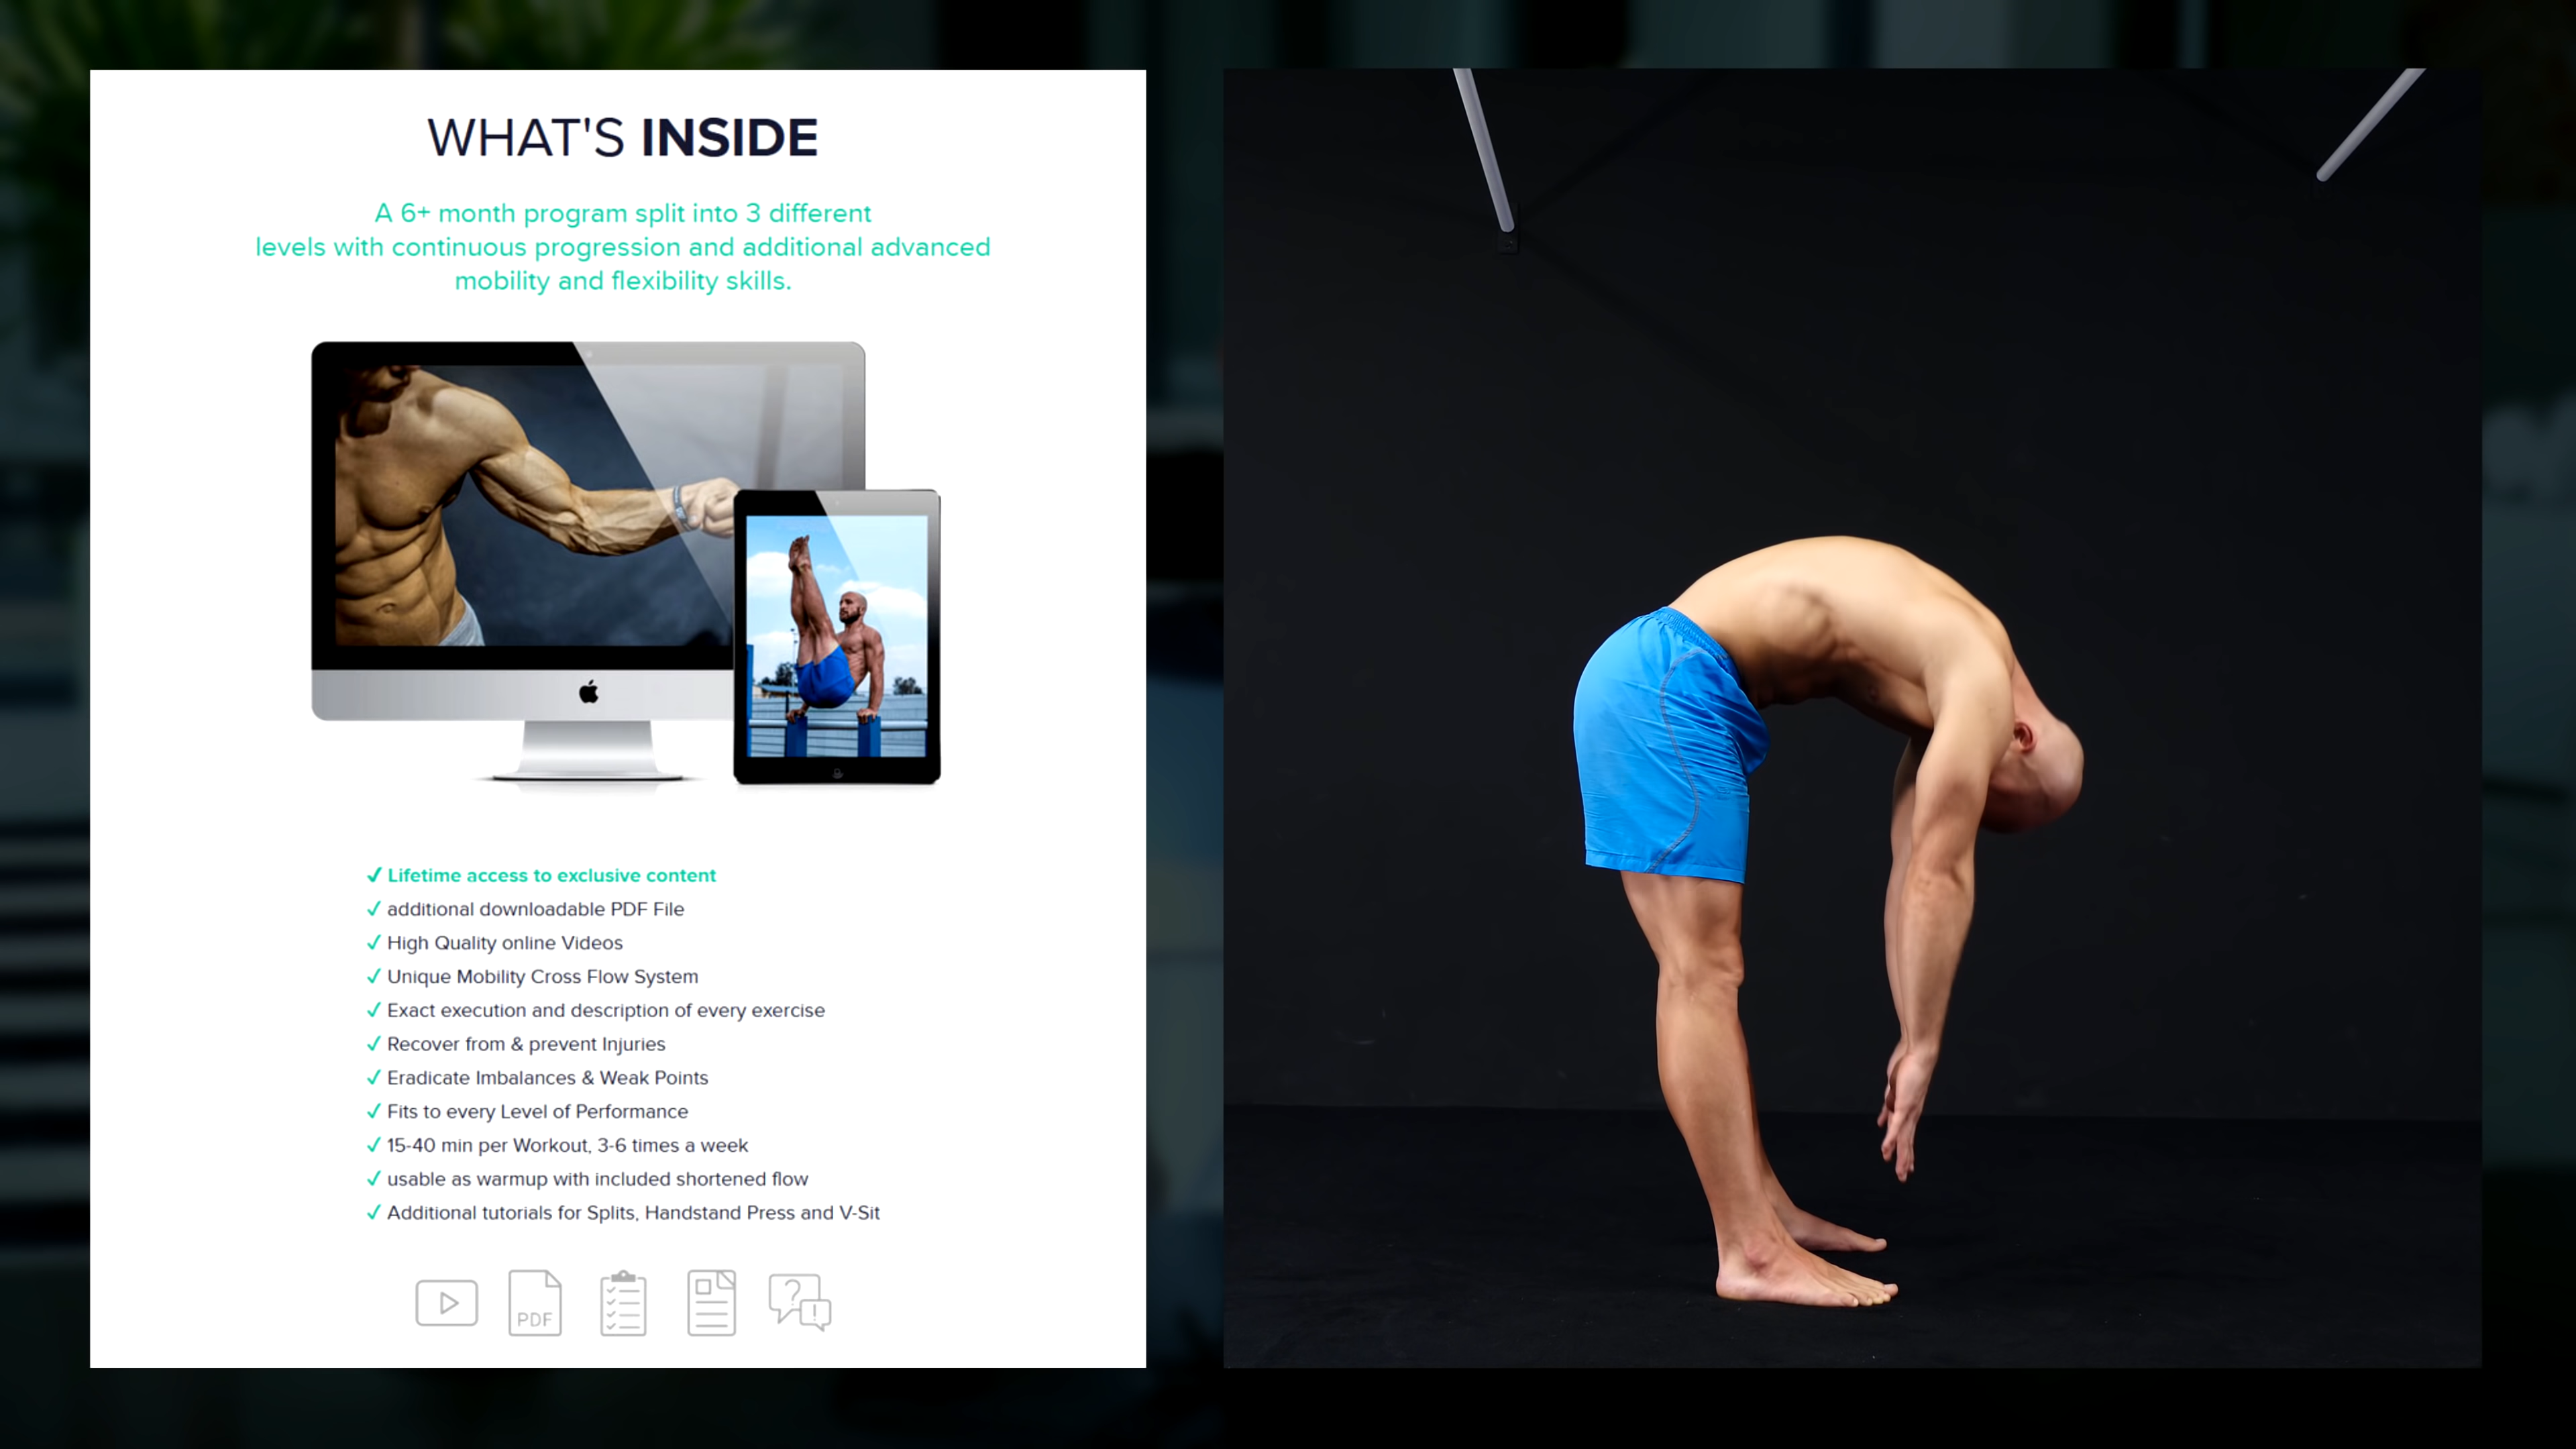 WHAT'S INSIDE
A 6+ month program split into 3 different
levels with continuous progression and additional advanced
mobility and flexibility skills.
✓ Lifetime access to exclusive content
✓ additional downloadable PDF File
✓ High Quality online Videos
✓ Unique Mobility Cross Flow System
✓ Exact execution and description of every exercise
✓ Recover from & prevent Injuries
✓ Eradicate Imbalances & Weak Points
✓ Fits to every Level of Performance
✓ 15-40 min per Workout, 3-6 times a week
✓ usable as warmup with included shortened flow
✓ Additional tutorials for Splits, Handstand Press and V-Sit
PDF
? !